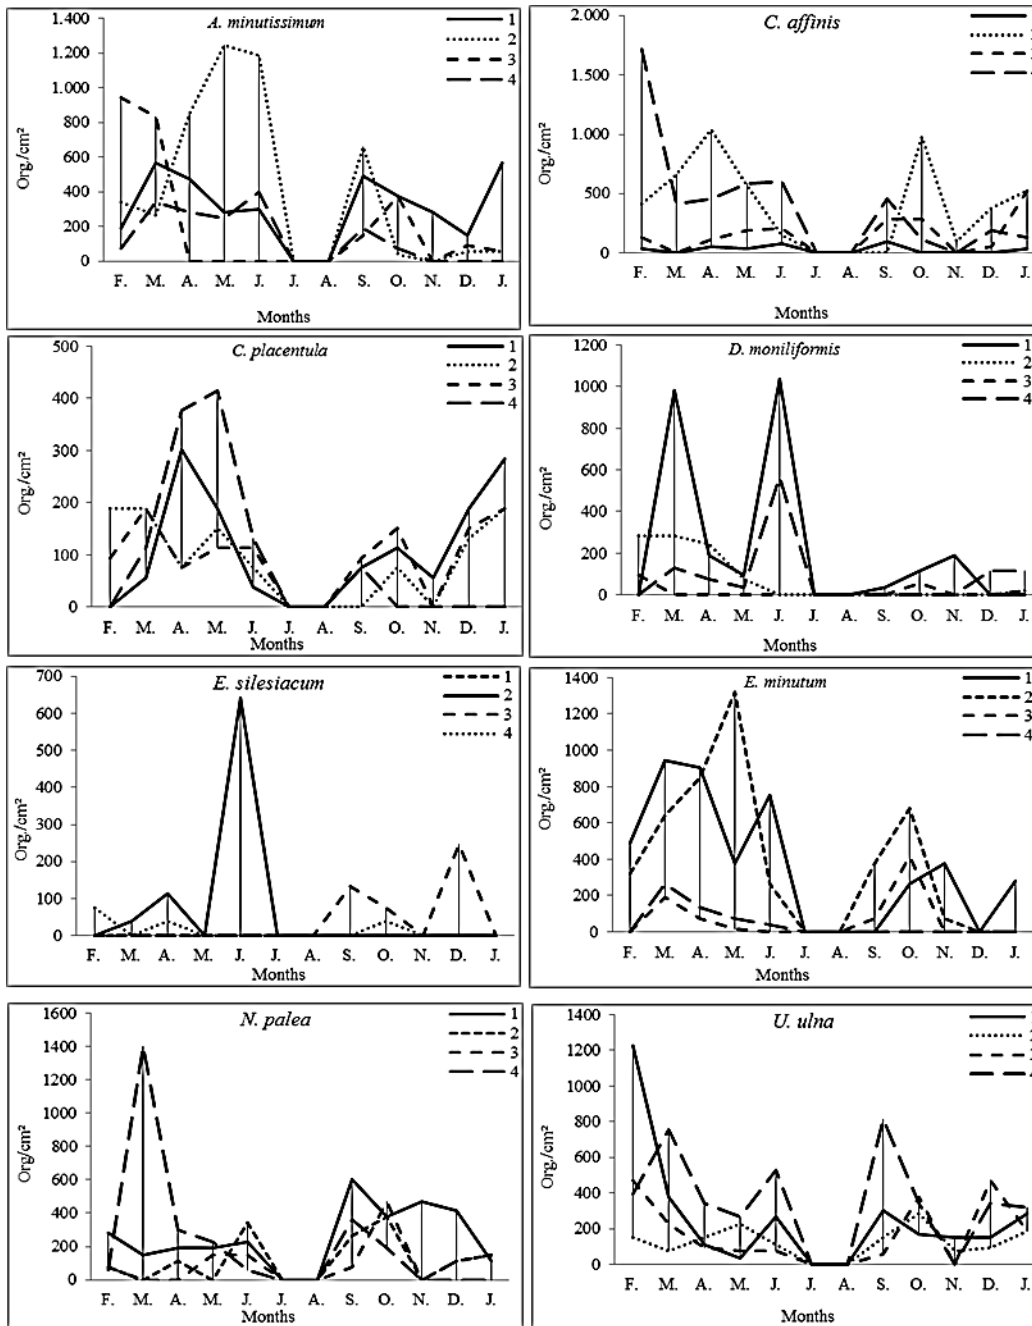 A. minutissimum
1
2
3
4
1.400
1.200
1.000
800
600
400
200
0
Org./cm²
F. M. A. M. J. J. A. S. O. N. D. J.
Months
C. affinis
2.000
1.500
1.000
500
0
Org./cm²
F. M. A. M. J. J. A. S. O. N. D. J.
Months
C. placentula
1
2
3
4
500
400
300
200
100
0
Org./cm²
F. M. A. M. J. J. A. S. O. N. D. J.
Months
D. moniliformis
1
2
3
4
1200
1000
800
600
400
200
0
Org./cm²
F. M. A. M. J. J. A. S. O. N. D. J.
Months
E. silesiacum
1
2
3
4
700
600
500
400
300
200
100
0
Org./cm²
F. M. A. M. J. J. A. S. O. N. D. J.
Months
E. minutum
1
2
3
4
1400
1200
1000
800
600
400
200
0
Org./cm²
F. M. A. M. J. J. A. S. O. N. D. J.
Months
N. palea
1
2
3
4
1600
1400
1200
1000
800
600
400
200
0
Org/cm²
F. M. A. M. J. J. A. S. O. N. D. J.
Months
U. ulna
1400
1200
1000
800
600
400
200
0
Org./cm²
F. M. A. M. J. J. A. S. O. N. D. J.
Months